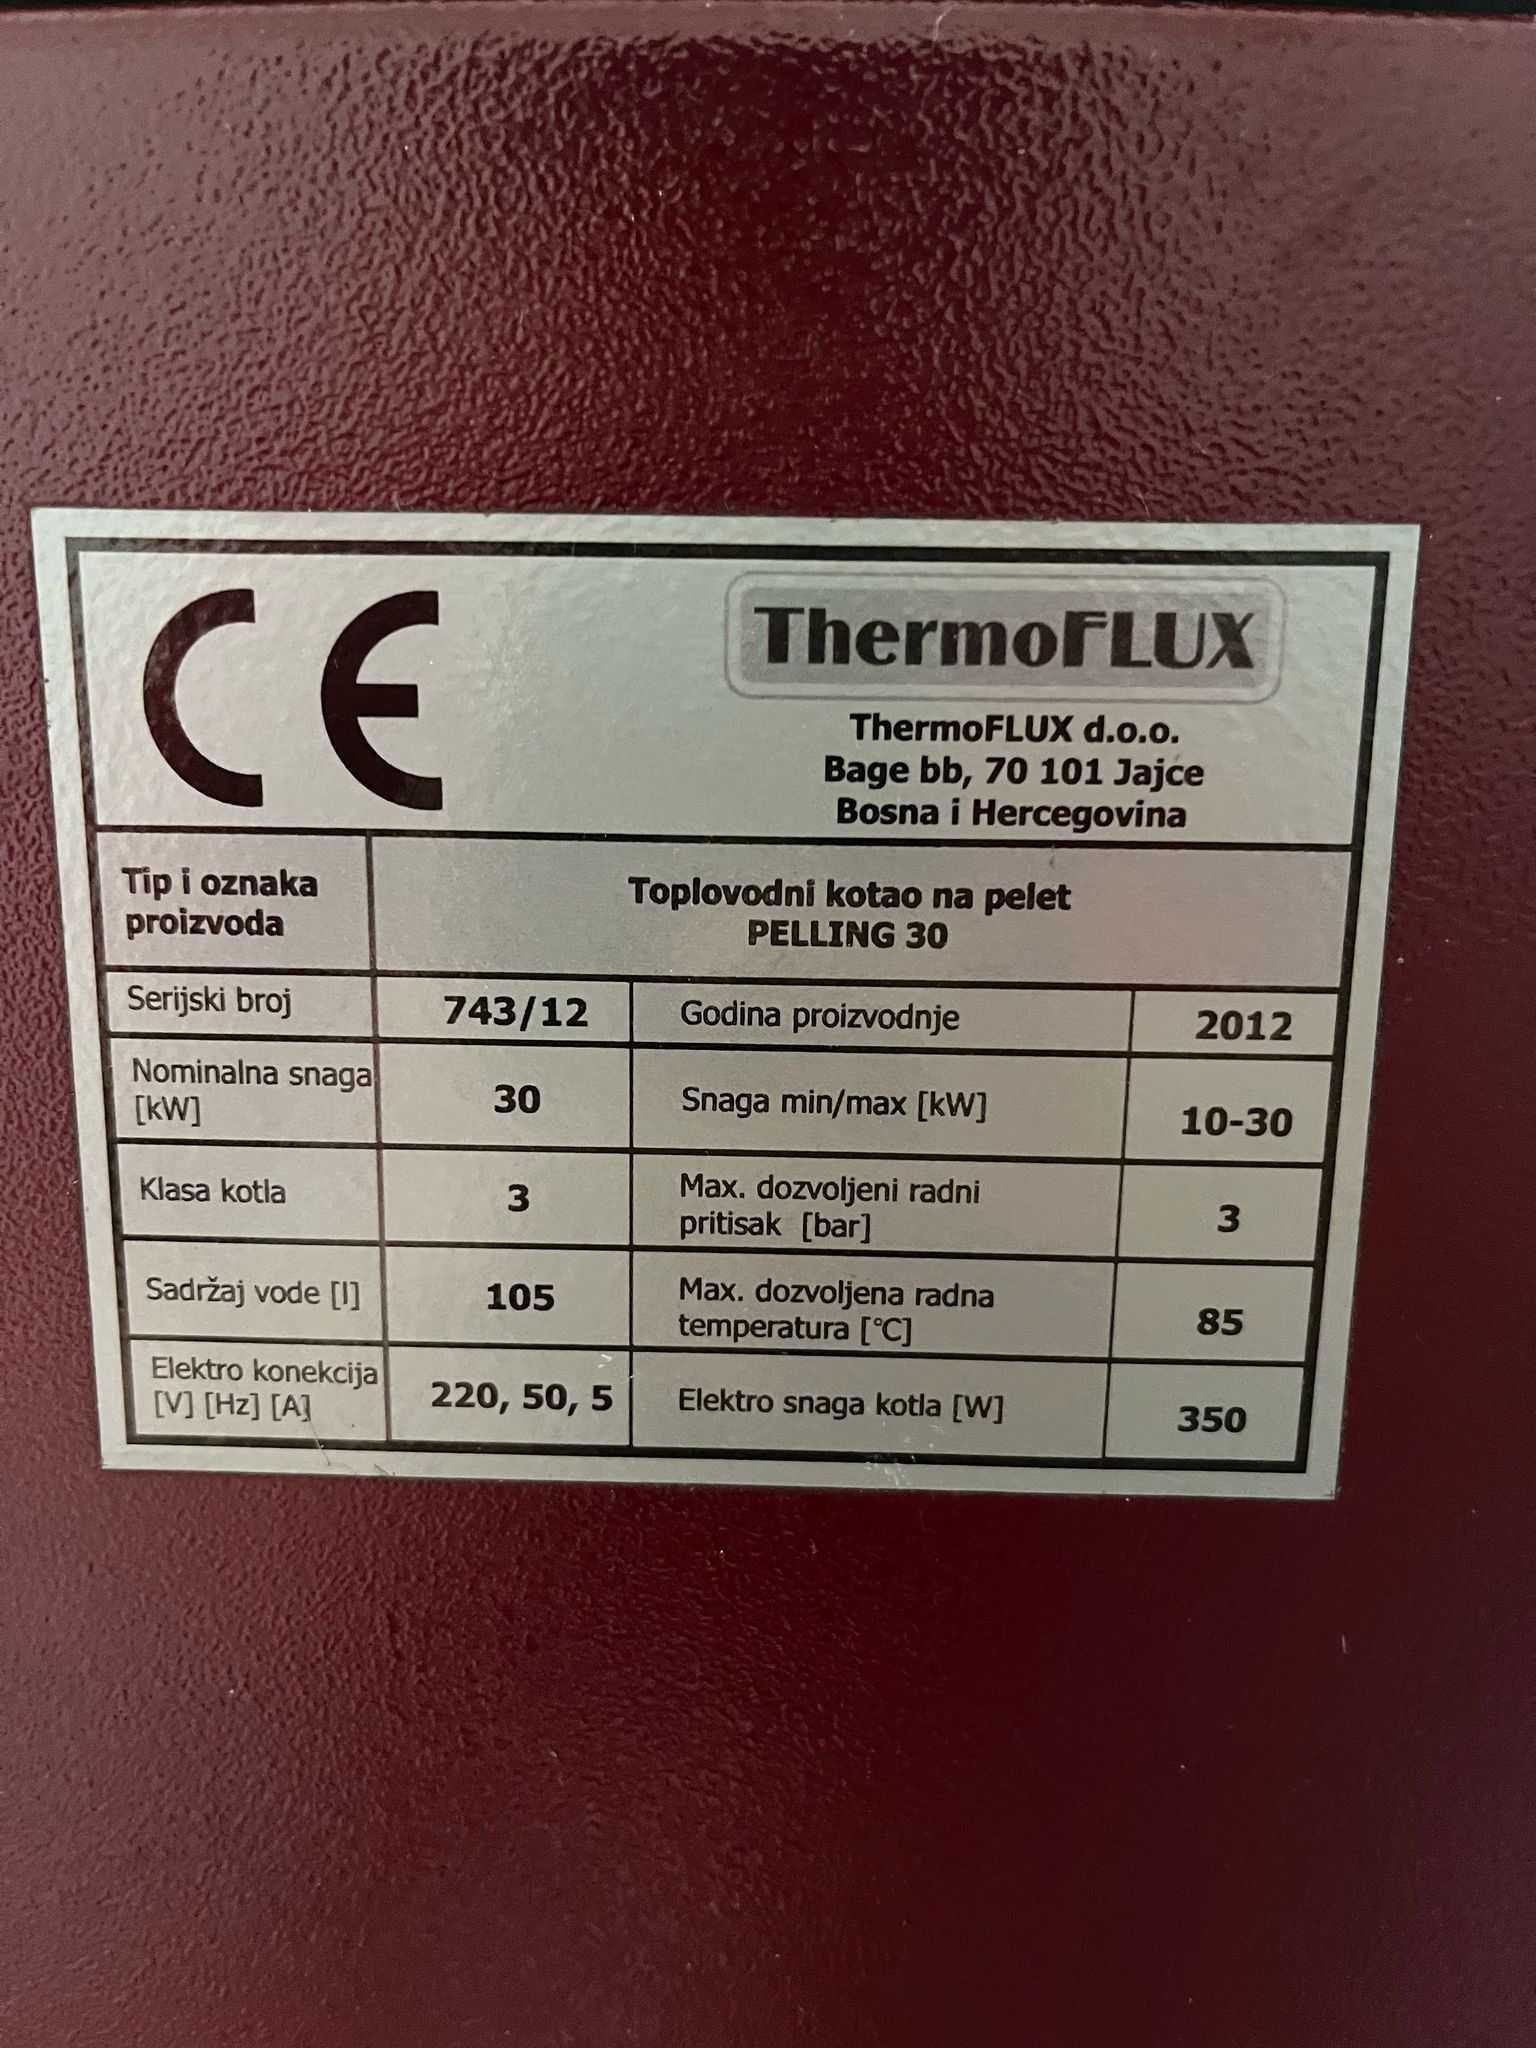 CE
ThermoFLUX
ThermoFLUX d.o.o.
Bage bb, 70 101 Jajce
Bosna i Hercegovina
Tip i oznaka
proizvoda
Toplovodni kotao na pelet
PELLING 30
Serijski broj
743/12
Godina proizvodnje
2012
Nominalna snaga
[kW]
30
Snaga min/max [kW]
10-30
Klasa kotla
3
Max. dozvoljeni radni
pritisak [bar]
3
Sadržaj vode [l]
105
Max. dozvoljena radna
temperatura [°C]
85
Elektro konekcija
[V] [Hz] [A]
220, 50, 5
Elektro snaga kotla [W]
350